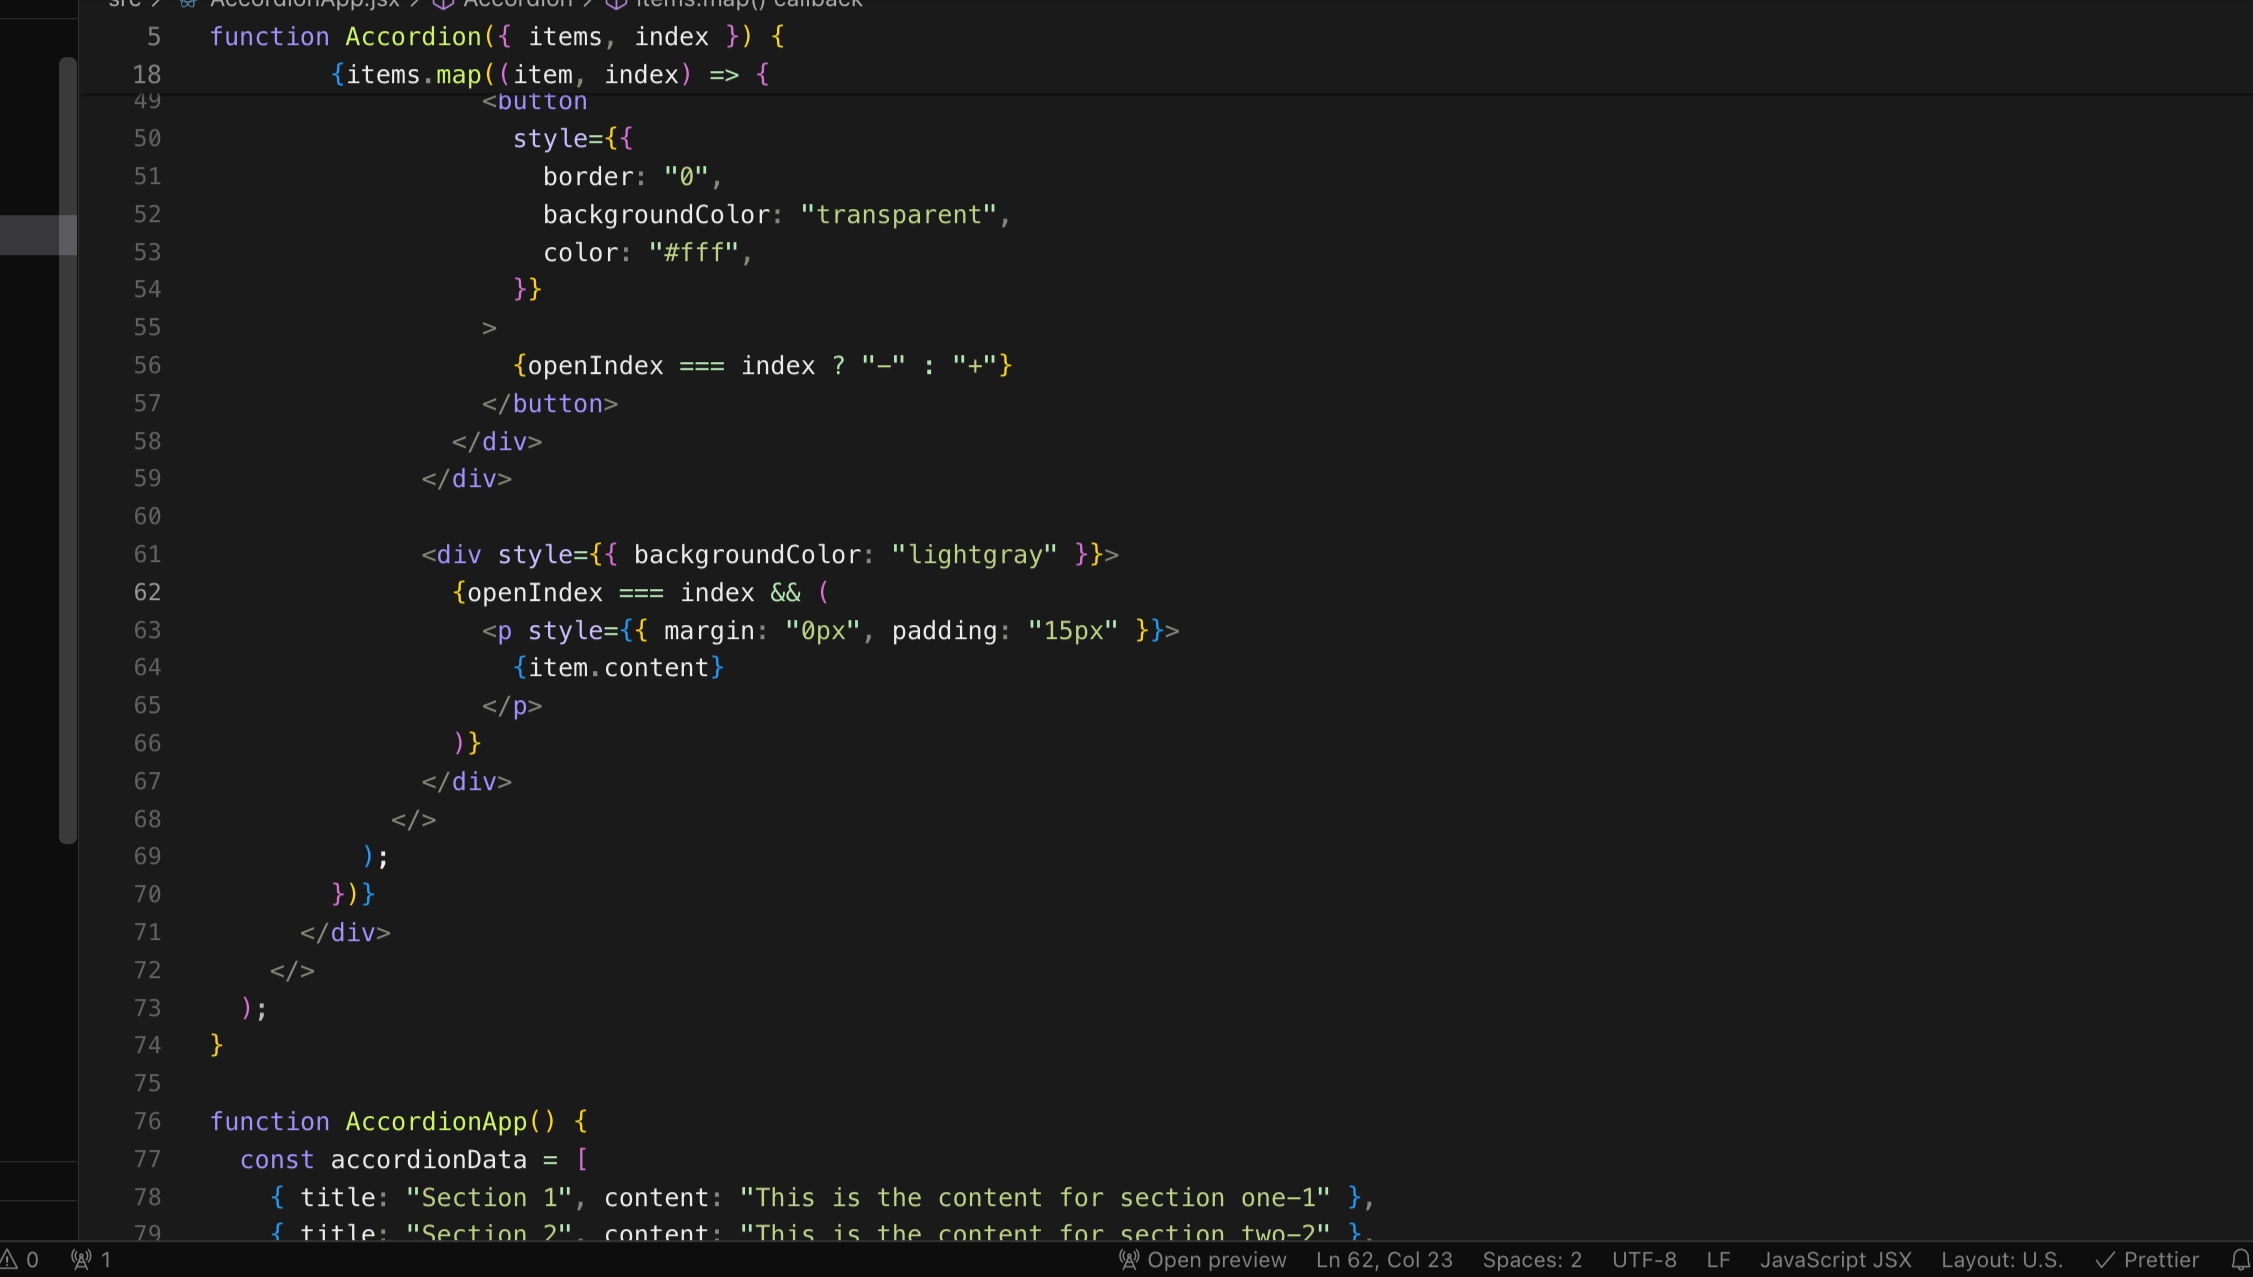 src > AccordionApp.jsx > Accordion > items.map() callback
5 function Accordion({ items, index }) {
18 {items.map((item, index) => {
49 <button
50 style={{
51 border: "0",
52 backgroundColor: "transparent",
53 color: "#fff",
54 }}
55 >
56 {openIndex === index ? "−" : "+"}
57 </button>
58 </div>
59 </div>
60
61 <div style={{ backgroundColor: "lightgray" }}>
62 {openIndex === index && (
63 <p style={{ margin: "0px", padding: "15px" }}>
64 {item.content}
65 </p>
66 )}
67 </div>
68 </>
69 );
70 })}
71 </div>
72 </>
73 );
74 }
75
76 function AccordionApp() {
77 const accordionData = [
78 { title: "Section 1", content: "This is the content for section one-1" },
79 { title: "Section 2", content: "This is the content for section two-2" },
0 1 Open preview Ln 62, Col 23 Spaces: 2 UTF-8 LF JavaScript JSX Layout: U.S. Prettier